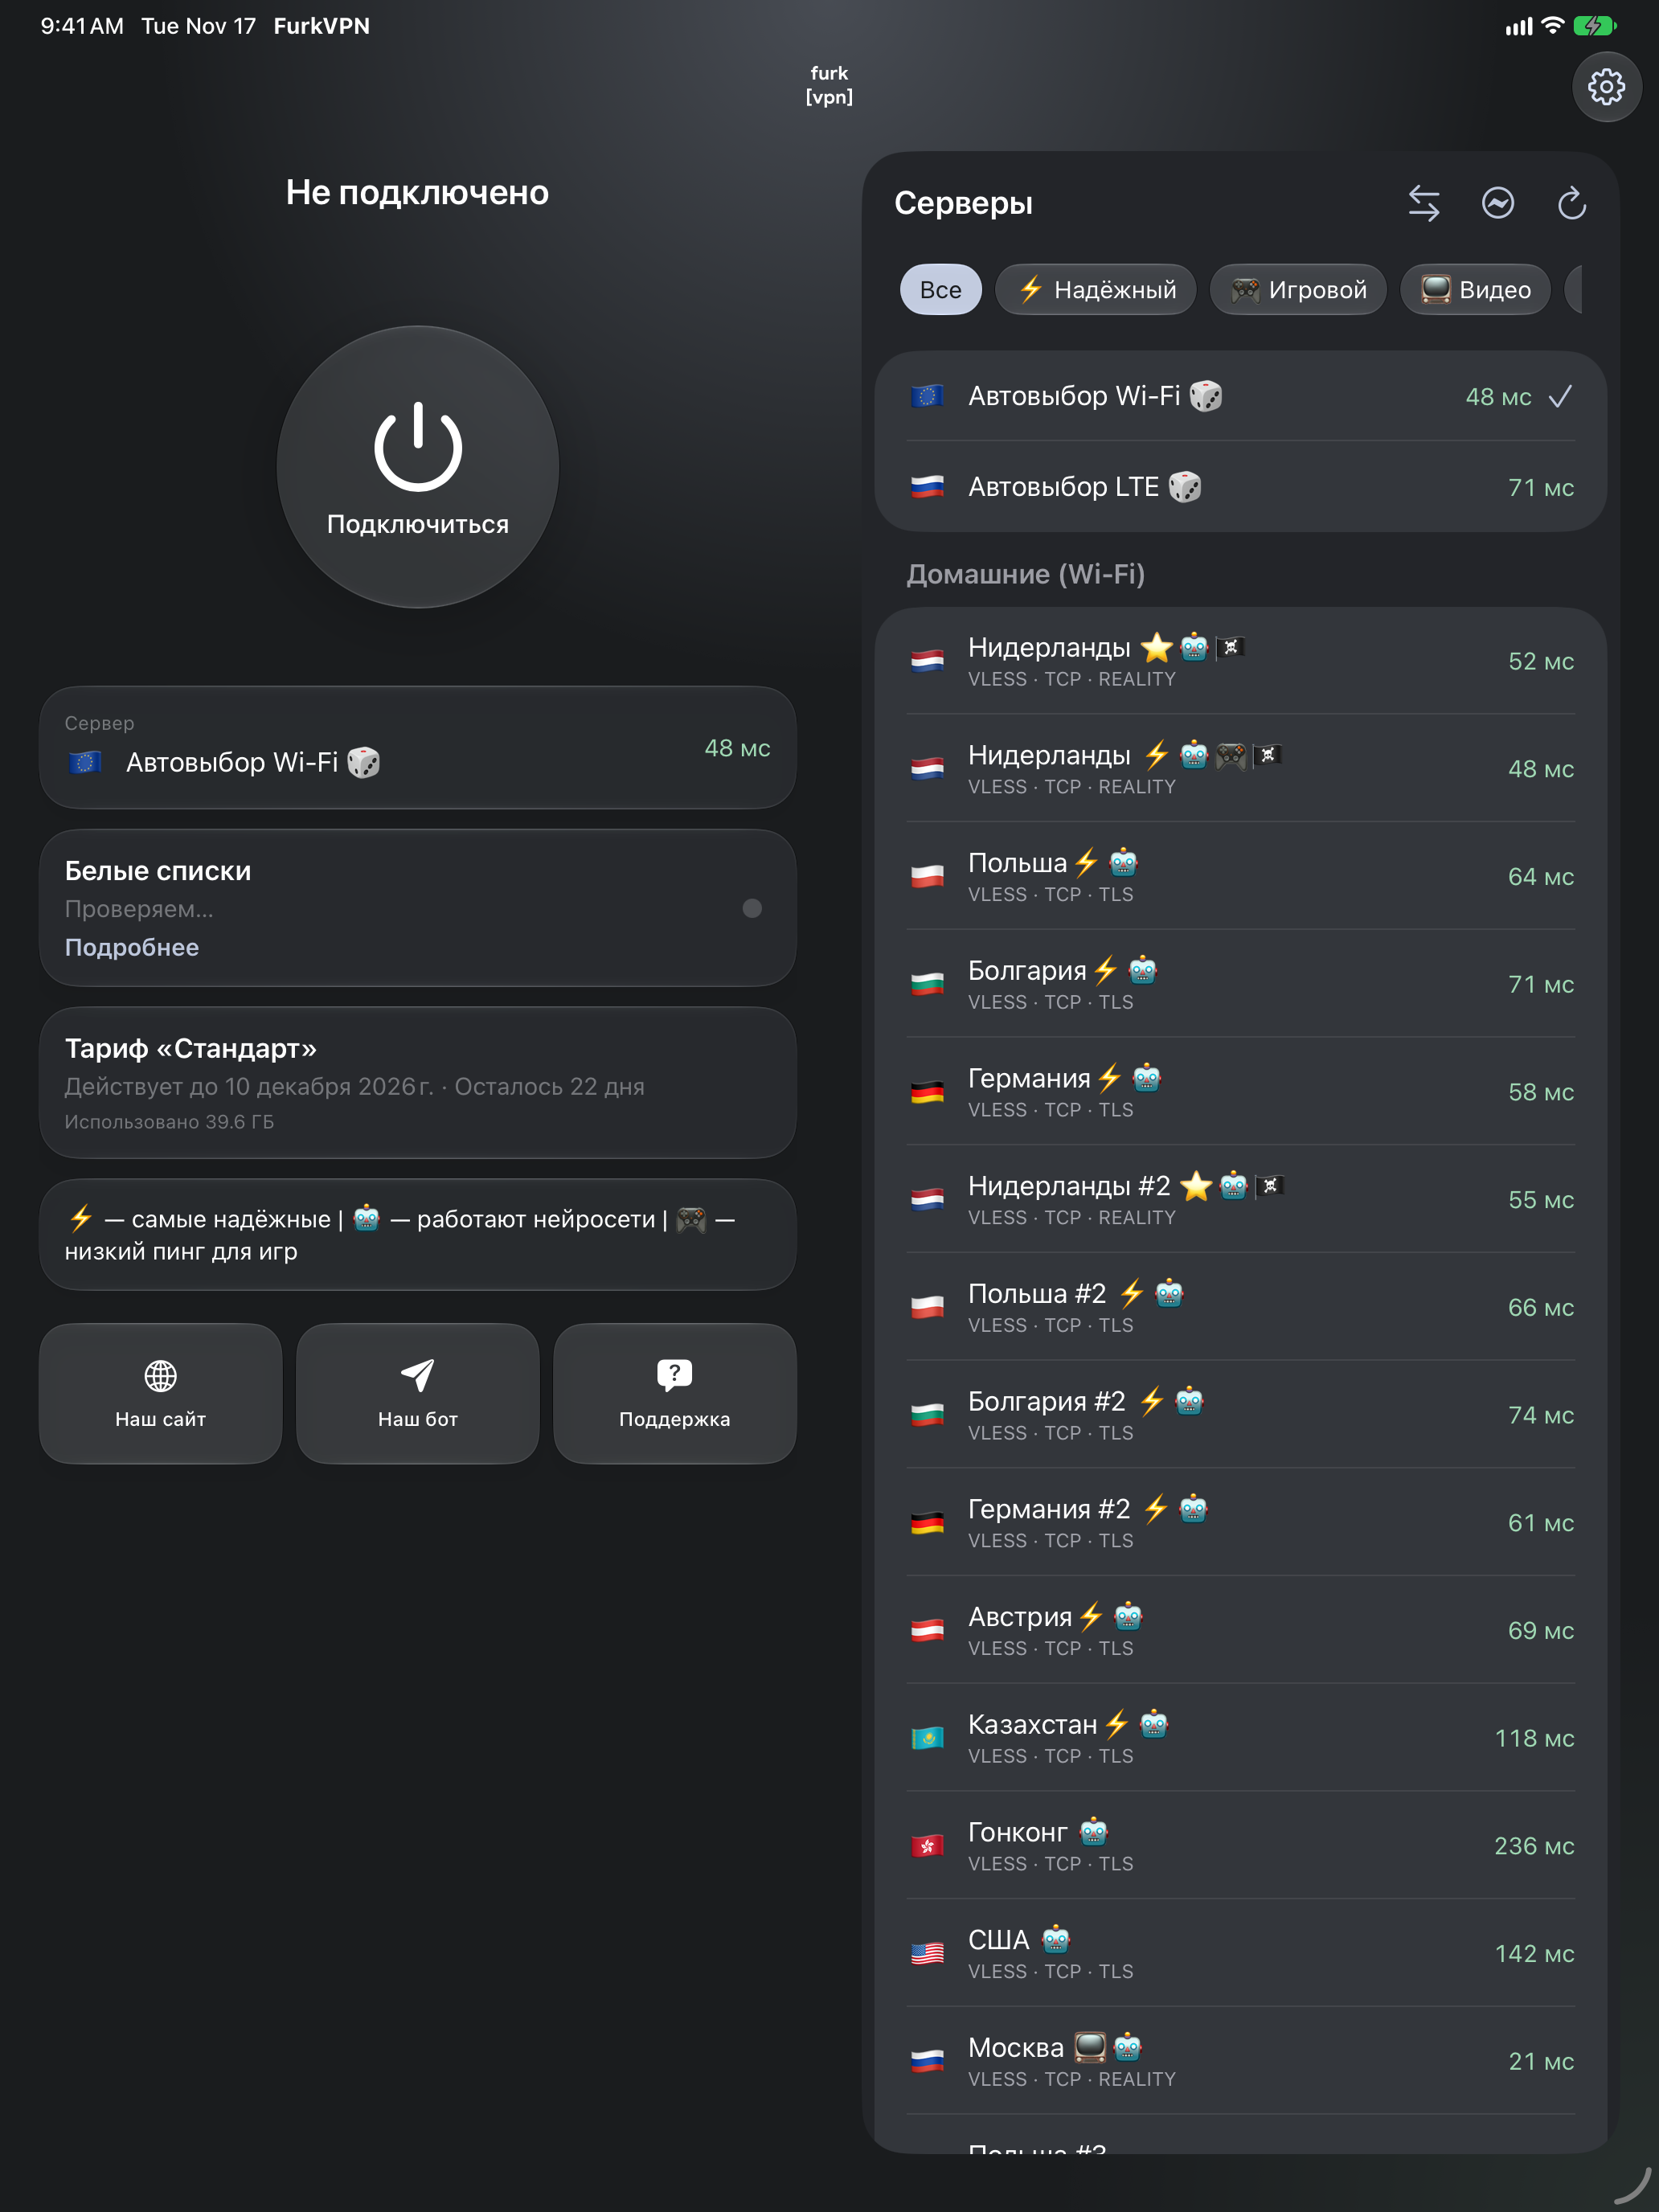 9:41 AM Tue Nov 17 FurkVPN
furk
[vpn]
Не подключено
Подключиться
Сервер
🇪🇺 Автовыбор Wi-Fi 🎲 48 мс
Белые списки
Проверяем...
Подробнее
Тариф «Стандарт»
Действует до 10 декабря 2026 г. · Осталось 22 дня
Использовано 39.6 ГБ
⚡ — самые надёжные | 🤖 — работают нейросети | 🎮 —
низкий пинг для игр
Наш сайт
Наш бот
Поддержка
Серверы
Все ⚡ Надёжный 🎮 Игровой 📺 Видео
🇪🇺 Автовыбор Wi-Fi 🎲 48 мс
🇷🇺 Автовыбор LTE 🎲 71 мс
Домашние (Wi-Fi)
🇳🇱 Нидерланды ⭐🤖🏴‍☠️ 52 мс
VLESS · TCP · REALITY
🇳🇱 Нидерланды ⚡🤖🎮🏴‍☠️ 48 мс
VLESS · TCP · REALITY
🇵🇱 Польша⚡🤖 64 мс
VLESS · TCP · TLS
🇧🇬 Болгария⚡🤖 71 мс
VLESS · TCP · TLS
🇩🇪 Германия⚡🤖 58 мс
VLESS · TCP · TLS
🇳🇱 Нидерланды #2 ⭐🤖🏴‍☠️ 55 мс
VLESS · TCP · REALITY
🇵🇱 Польша #2 ⚡🤖 66 мс
VLESS · TCP · TLS
🇧🇬 Болгария #2 ⚡🤖 74 мс
VLESS · TCP · TLS
🇩🇪 Германия #2 ⚡🤖 61 мс
VLESS · TCP · TLS
🇦🇹 Австрия⚡🤖 69 мс
VLESS · TCP · TLS
🇰🇿 Казахстан⚡🤖 118 мс
VLESS · TCP · TLS
🇭🇰 Гонконг 🤖 236 мс
VLESS · TCP · TLS
🇺🇸 США 🤖 142 мс
VLESS · TCP · TLS
🇷🇺 Москва 📺🤖 21 мс
VLESS · TCP · REALITY
Польша #3